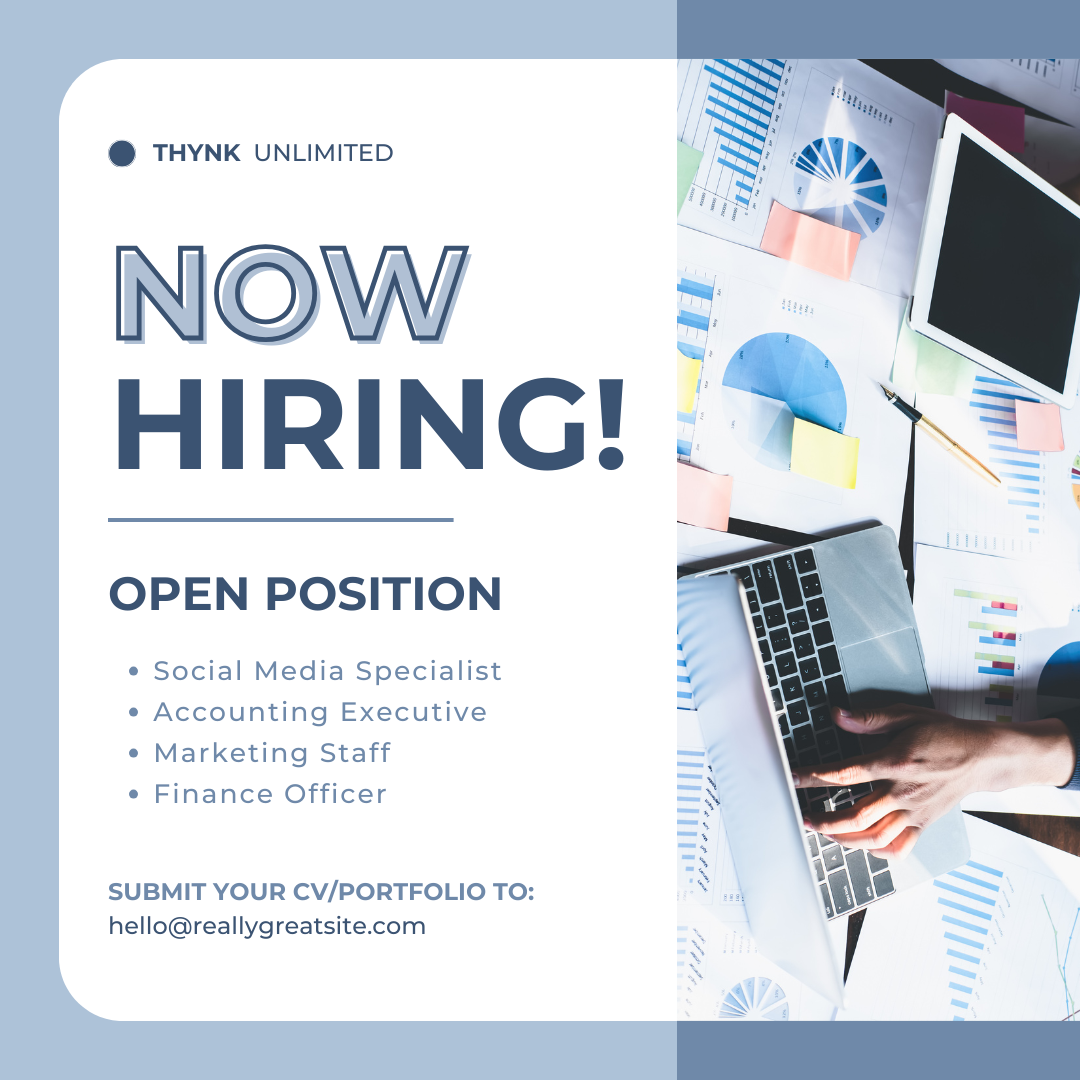 THYNK UNLIMITED
NOW
HIRING!
OPEN POSITION
Social Media Specialist
Accounting Executive
Marketing Staff
Finance Officer
SUBMIT YOUR CV/PORTFOLIO TO:
hello@reallygreatsite.com